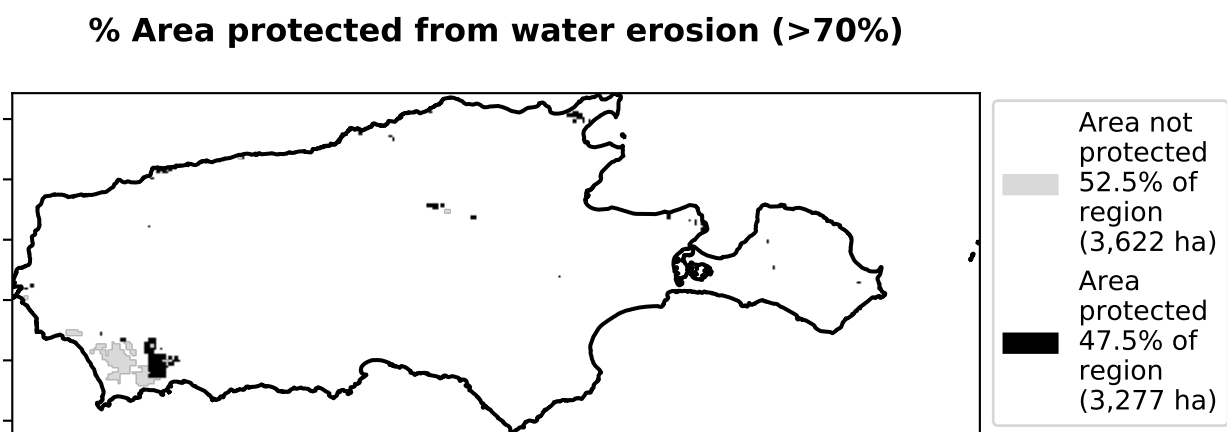 % Area protected from water erosion (>70%)
Area not
protected
52.5% of
region
(3,622 ha)
Area
protected
47.5% of
region
(3,277 ha)